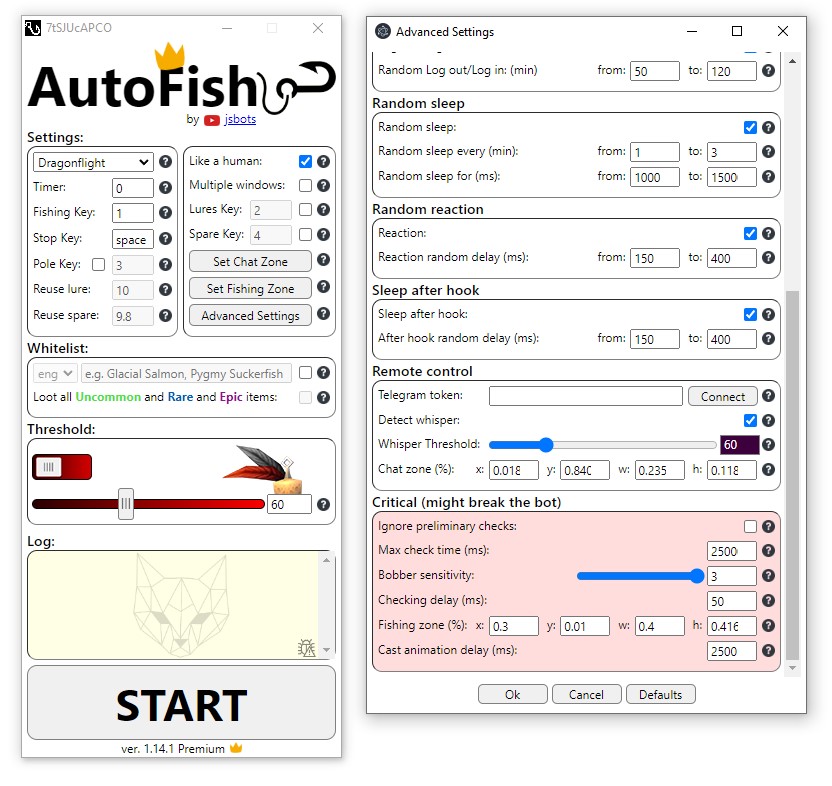 7tSJUcAPCO
AutoFish
by jsbots
Settings:
Dragonflight
Timer: 0
Fishing Key: 1
Stop Key: space
Pole Key: 3
Reuse lure: 10
Reuse spare: 9.8
Like a human:
Multiple windows:
Lures Key: 2
Spare Key: 4
Set Chat Zone
Set Fishing Zone
Advanced Settings
Whitelist:
eng e.g. Glacial Salmon, Pygmy Suckerfish
Loot all Uncommon and Rare and Epic items:
Threshold:
60
Log:
START
ver. 1.14.1 Premium
Advanced Settings
Random Log out/Log in: (min) from: 50 to: 120
Random sleep
Random sleep:
Random sleep every (min): from: 1 to: 3
Random sleep for (ms): from: 1000 to: 1500
Random reaction
Reaction:
Reaction random delay (ms): from: 150 to: 400
Sleep after hook
Sleep after hook:
After hook random delay (ms): from: 150 to: 400
Remote control
Telegram token: Connect
Detect whisper:
Whisper Threshold: 60
Chat zone (%): x: 0.018 y: 0.840 w: 0.235 h: 0.118
Critical (might break the bot)
Ignore preliminary checks:
Max check time (ms): 2500
Bobber sensitivity: 3
Checking delay (ms): 50
Fishing zone (%): x: 0.3 y: 0.01 w: 0.4 h: 0.416
Cast animation delay (ms): 2500
Ok Cancel Defaults